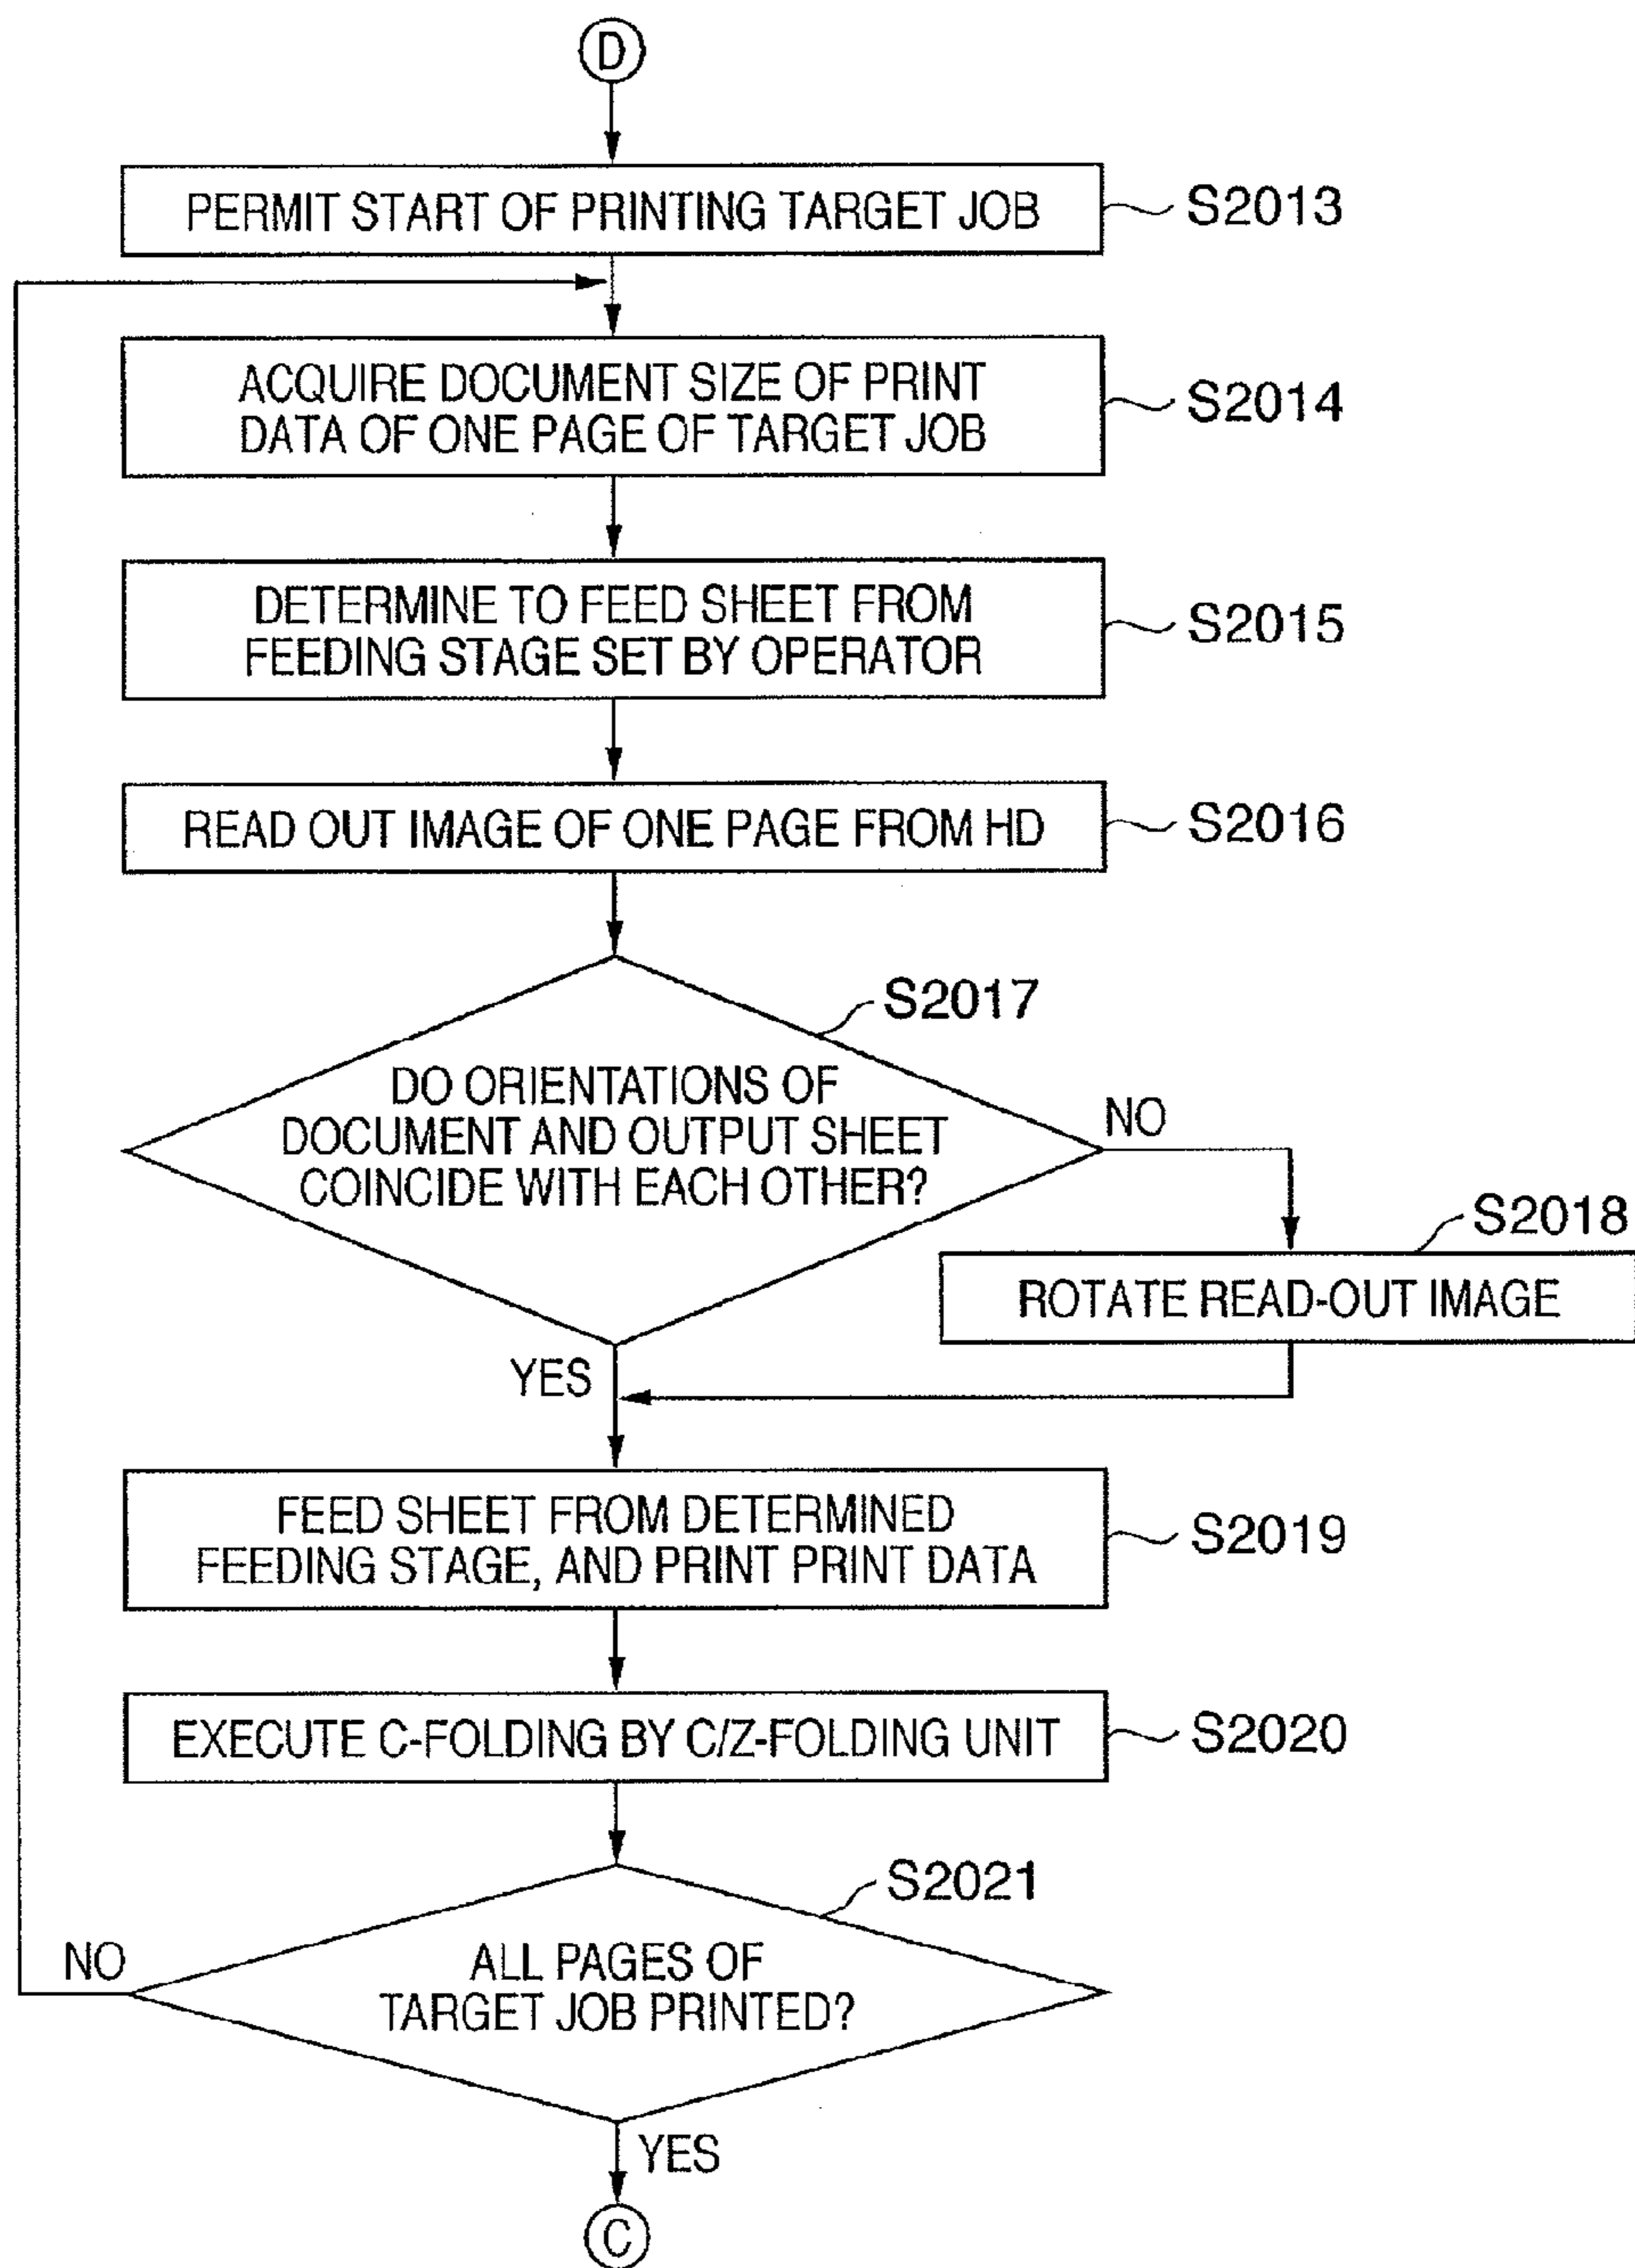 D
PERMIT START OF PRINTING TARGET JOB
S2013
ACQUIRE DOCUMENT SIZE OF PRINT
DATA OF ONE PAGE OF TARGET JOB
S2014
DETERMINE TO FEED SHEET FROM
FEEDING STAGE SET BY OPERATOR
S2015
READ OUT IMAGE OF ONE PAGE FROM HD
S2016
S2017
DO ORIENTATIONS OF
DOCUMENT AND OUTPUT SHEET
COINCIDE WITH EACH OTHER?
NO
S2018
ROTATE READ-OUT IMAGE
YES
FEED SHEET FROM DETERMINED
FEEDING STAGE, AND PRINT PRINT DATA
S2019
EXECUTE C-FOLDING BY C/Z-FOLDING UNIT
S2020
S2021
NO
ALL PAGES OF
TARGET JOB PRINTED?
YES
C